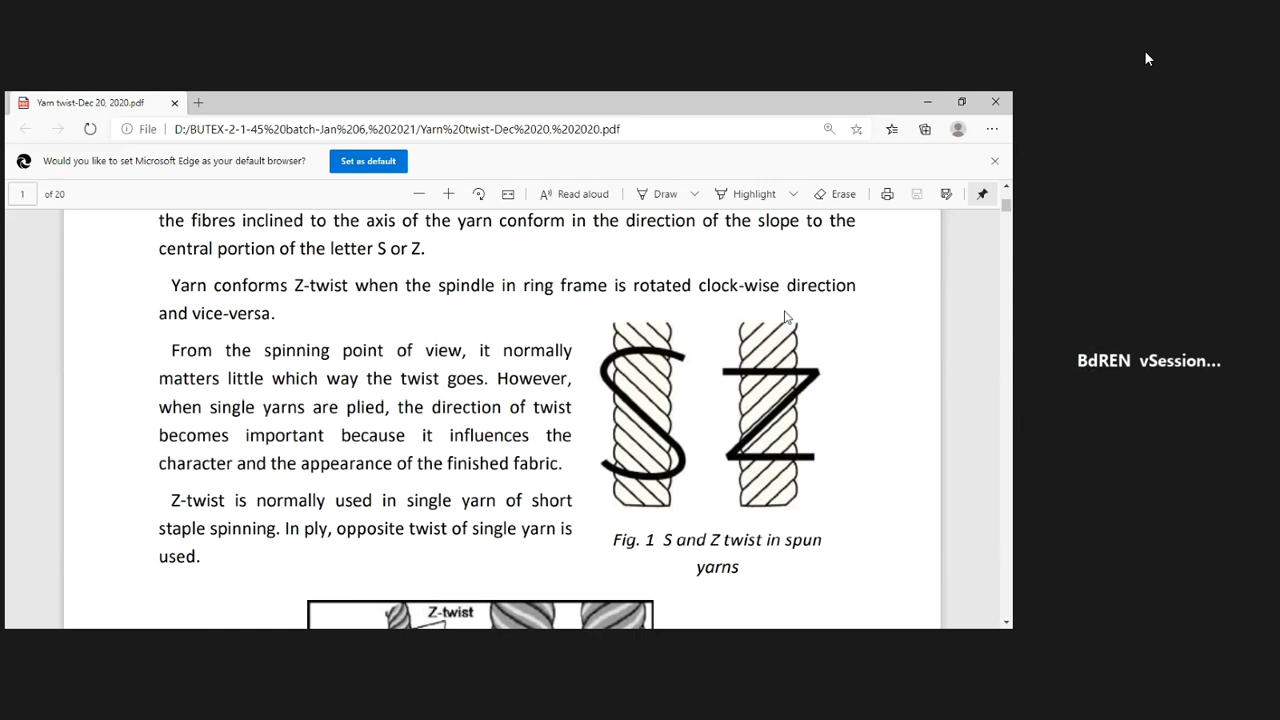 Yarn twist-Dec 20, 2020.pdf
File D:/BUTEX-2-1-45%20batch-Jan%206,%202021/Yarn%20twist-Dec%2020,%202020.pdf
Would you like to set Microsoft Edge as your default browser? Set as default
1 of 20 Read aloud Draw Highlight Erase
the fibres inclined to the axis of the yarn conform in the direction of the slope to the
central portion of the letter S or Z.
Yarn conforms Z-twist when the spindle in ring frame is rotated clock-wise direction
and vice-versa.
From the spinning point of view, it normally
matters little which way the twist goes. However,
when single yarns are plied, the direction of twist
becomes important because it influences the
character and the appearance of the finished fabric.
Z-twist is normally used in single yarn of short
staple spinning. In ply, opposite twist of single yarn is
used.
S Z
Fig. 1 S and Z twist in spun
yarns
Z-twist
BdREN vSession...